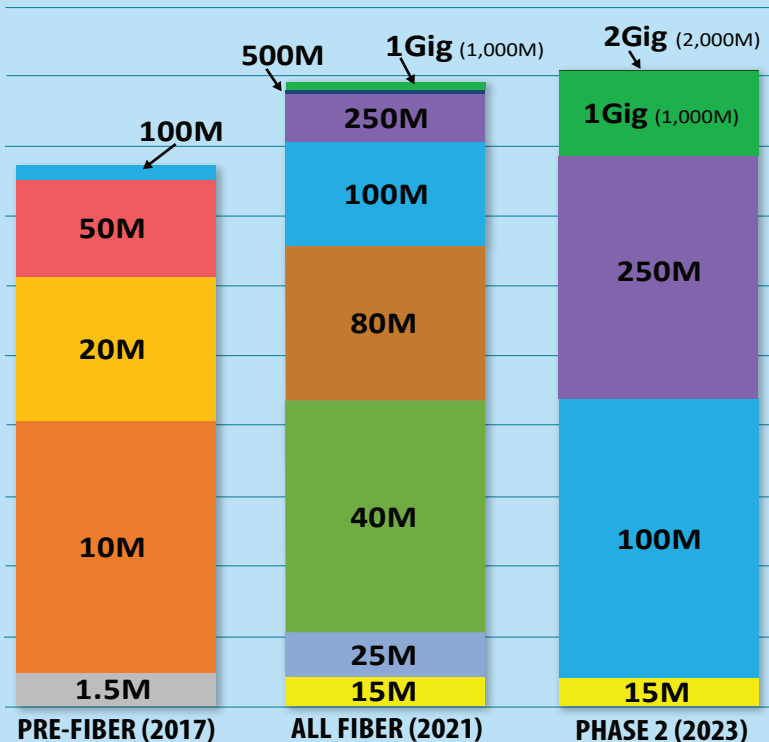 100M
50M
20M
10M
1.5M
PRE-FIBER (2017)
1Gig (1,000M)
500M
250M
100M
80M
40M
25M
15M
ALL FIBER (2021)
2Gig (2,000M)
1Gig (1,000M)
250M
100M
15M
PHASE 2 (2023)